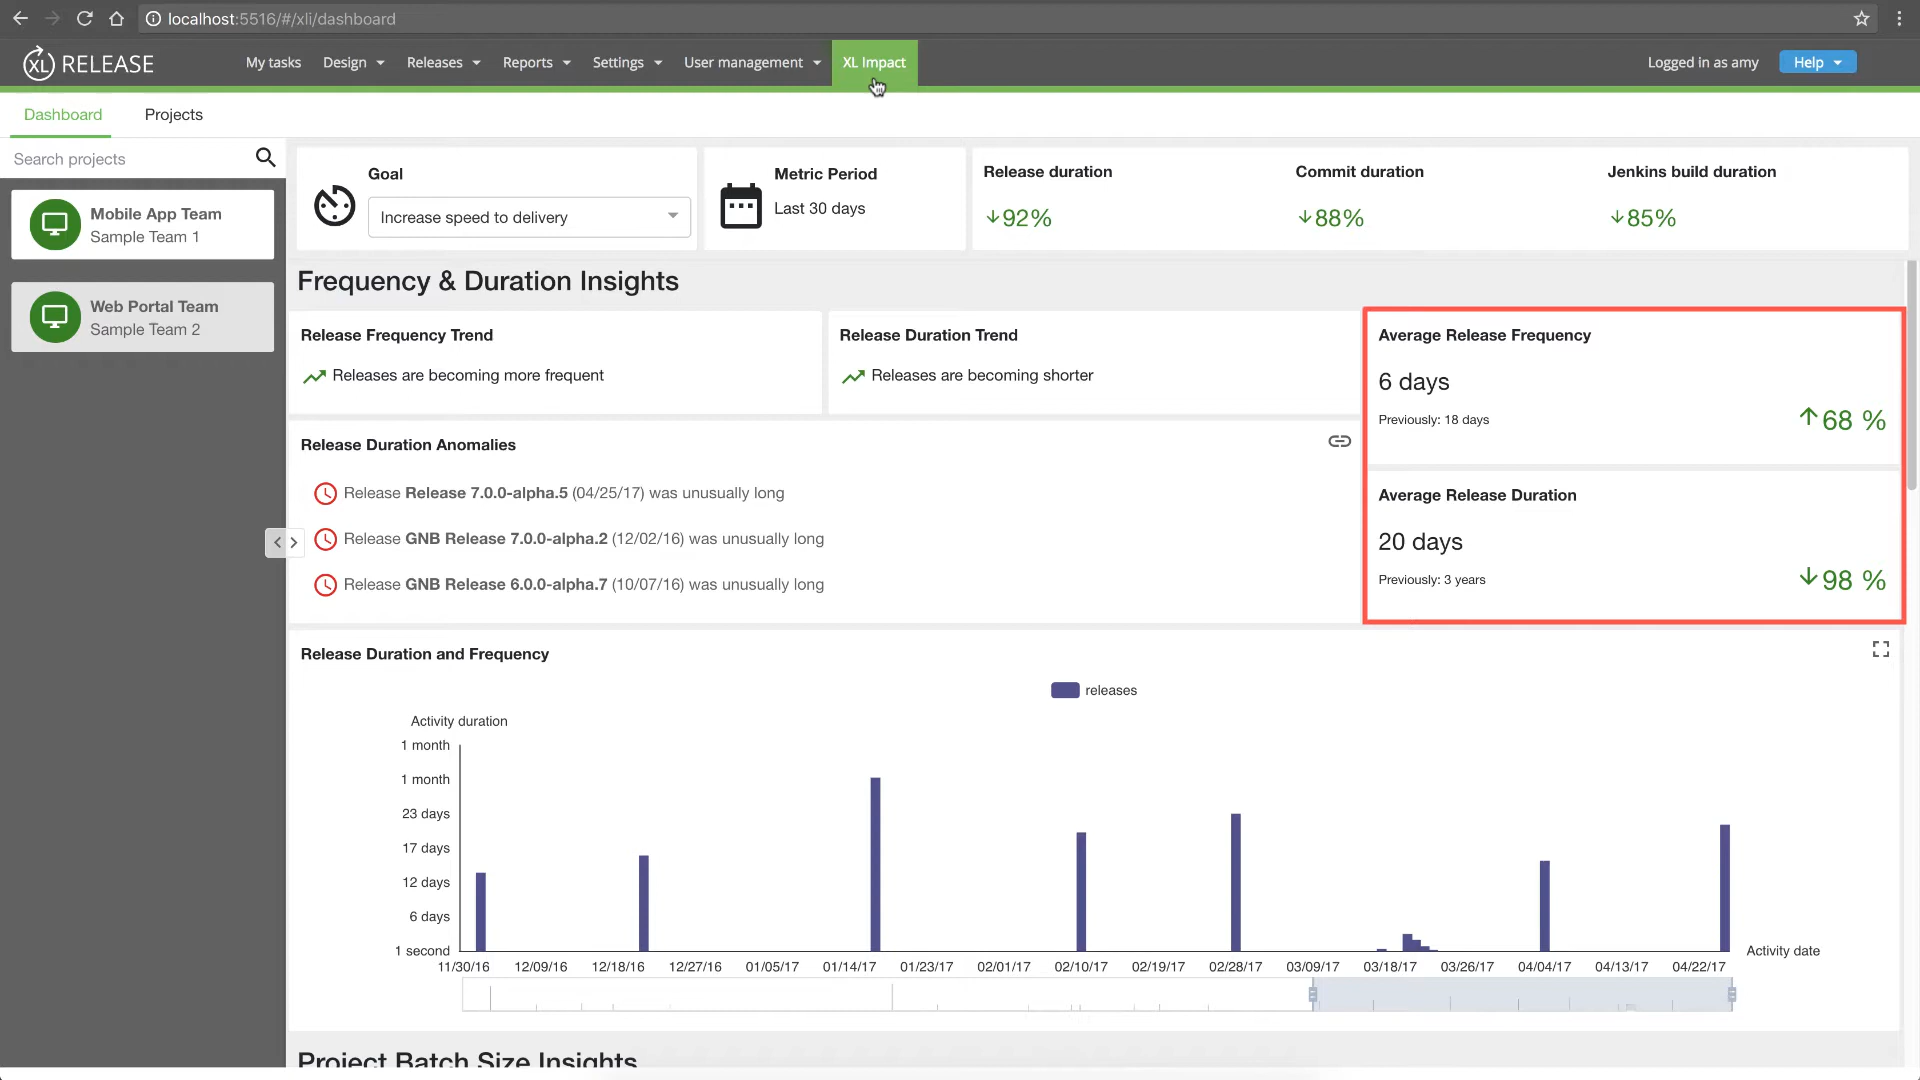 localhost:5516/#/xli/dashboard
XL RELEASE
My tasks
Design
Releases
Reports
Settings
User management
XL Impact
Logged in as amy
Help
Dashboard
Projects
Search projects
Mobile App Team
Sample Team 1
Web Portal Team
Sample Team 2
Goal
Increase speed to delivery
Metric Period
Last 30 days
Release duration
↓92%
Commit duration
↓88%
Jenkins build duration
↓85%
Frequency & Duration Insights
Release Frequency Trend
Releases are becoming more frequent
Release Duration Trend
Releases are becoming shorter
Average Release Frequency
6 days
Previously: 18 days
↑68 %
Release Duration Anomalies
Release Release 7.0.0-alpha.5 (04/25/17) was unusually long
Release GNB Release 7.0.0-alpha.2 (12/02/16) was unusually long
Release GNB Release 6.0.0-alpha.7 (10/07/16) was unusually long
Average Release Duration
20 days
Previously: 3 years
↓98 %
Release Duration and Frequency
releases
Activity duration
1 month
1 month
23 days
17 days
12 days
6 days
1 second
11/30/16 12/09/16 12/18/16 12/27/16 01/05/17 01/14/17 01/23/17 02/01/17 02/10/17 02/19/17 02/28/17 03/09/17 03/18/17 03/26/17 04/04/17 04/13/17 04/22/17
Activity date
Project Batch Size Insights